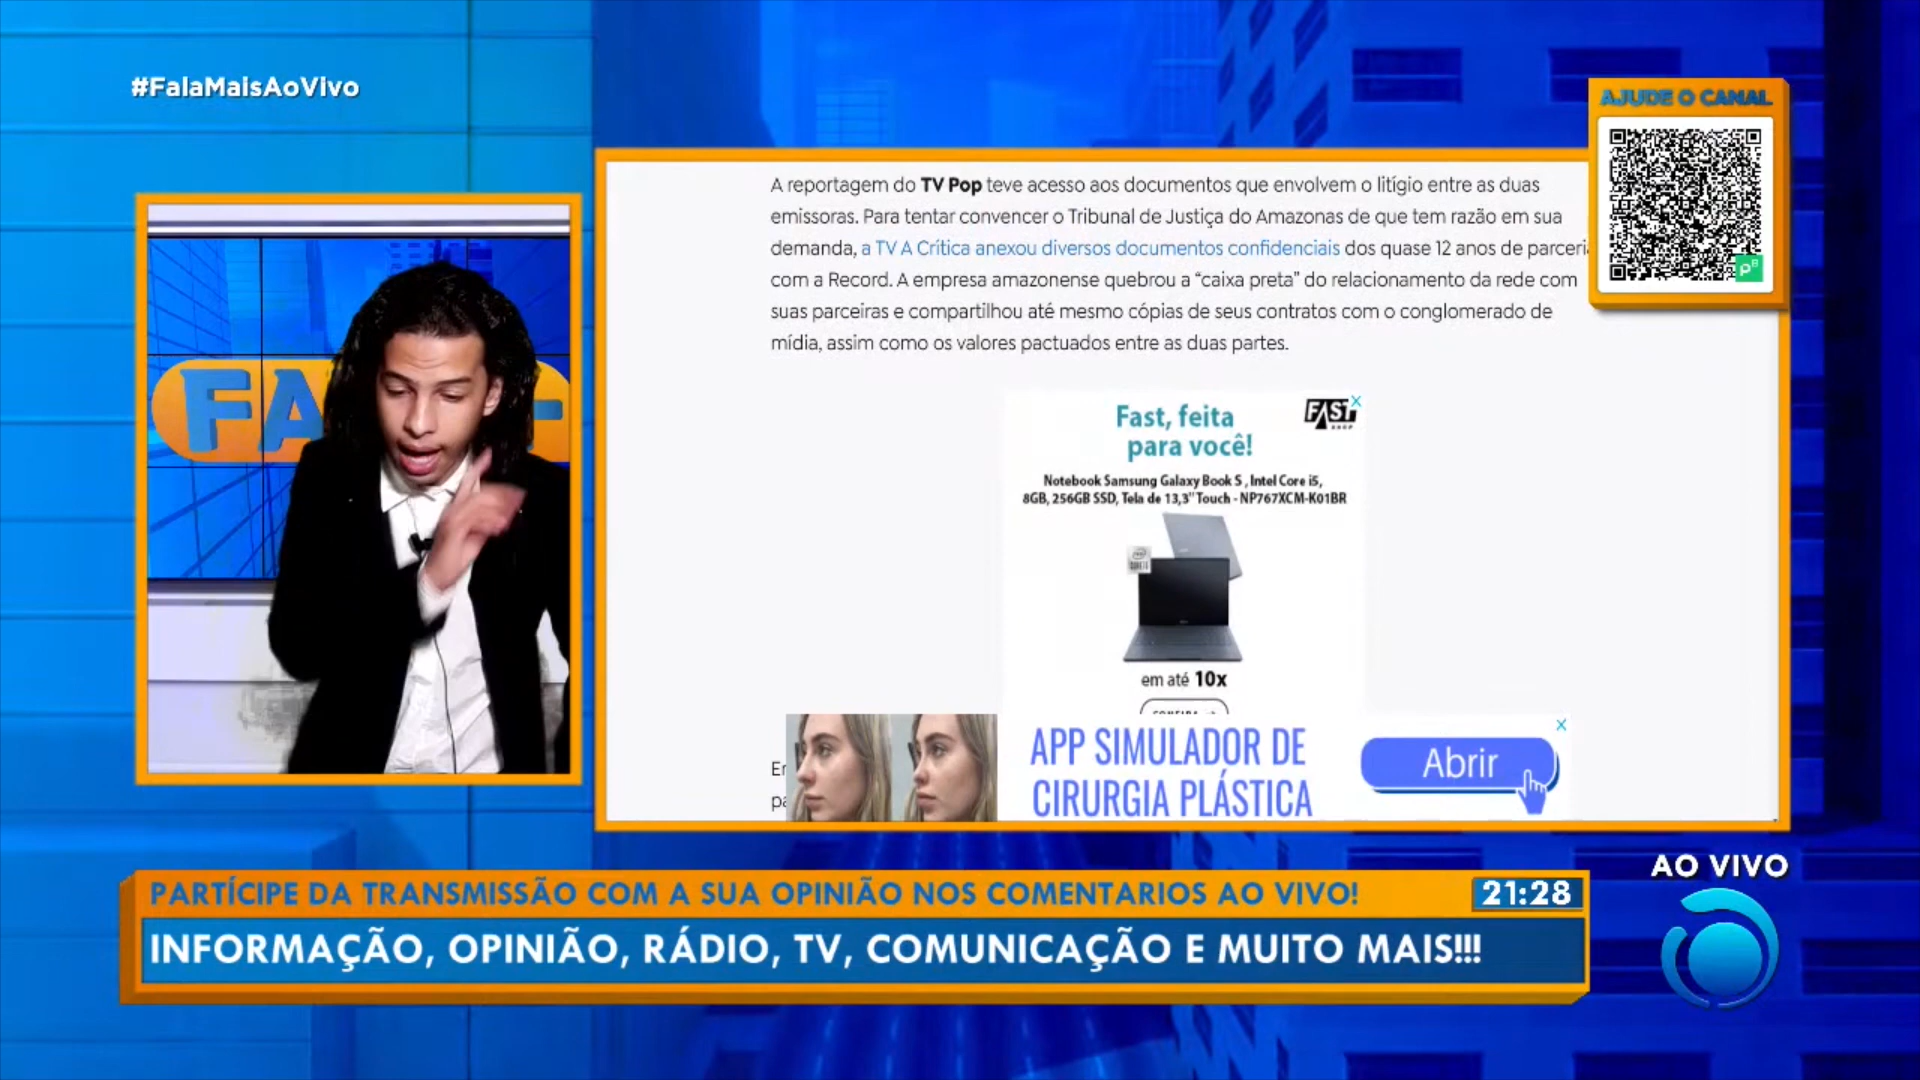 #FalaMaisAoVivo
AJUDE O CANAL
A reportagem do TV Pop teve acesso aos documentos que envolvem o litígio entre as duas
emissoras. Para tentar convencer o Tribunal de Justiça do Amazonas de que tem razão em sua
demanda, a TV A Crítica anexou diversos documentos confidenciais dos quase 12 anos de parceri
com a Record. A empresa amazonense quebrou a “caixa preta” do relacionamento da rede com
suas parceiras e compartilhou até mesmo cópias de seus contratos com o conglomerado de
mídia, assim como os valores pactuados entre as duas partes.
FA
Fast, feita
para você!
FAST
SHOP
Notebook Samsung Galaxy Book S , Intel Core i5,
8GB, 256GB SSD, Tela de 13,3" Touch - NP767XCM-K01BR
em até 10x
CONFIRA
APP SIMULADOR DE
CIRURGIA PLÁSTICA
Abrir
PARTÍCIPE DA TRANSMISSÃO COM A SUA OPINIÃO NOS COMENTARIOS AO VIVO!
21:28
INFORMAÇÃO, OPINIÃO, RÁDIO, TV, COMUNICAÇÃO E MUITO MAIS!!!
AO VIVO